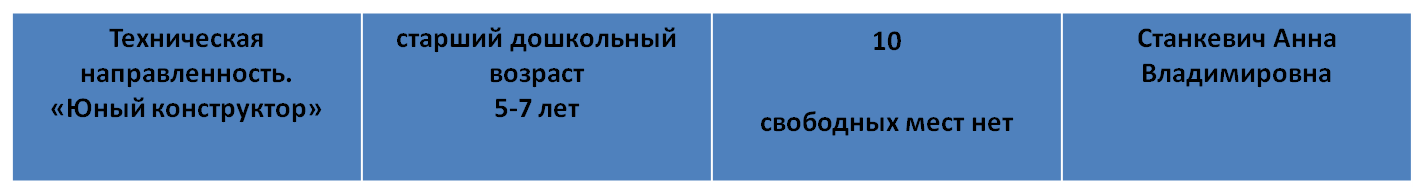 Техническая
направленность.
«Юный конструктор»
старший дошкольный
возраст
5-7 лет
10
свободных мест нет
Станкевич Анна
Владимировна